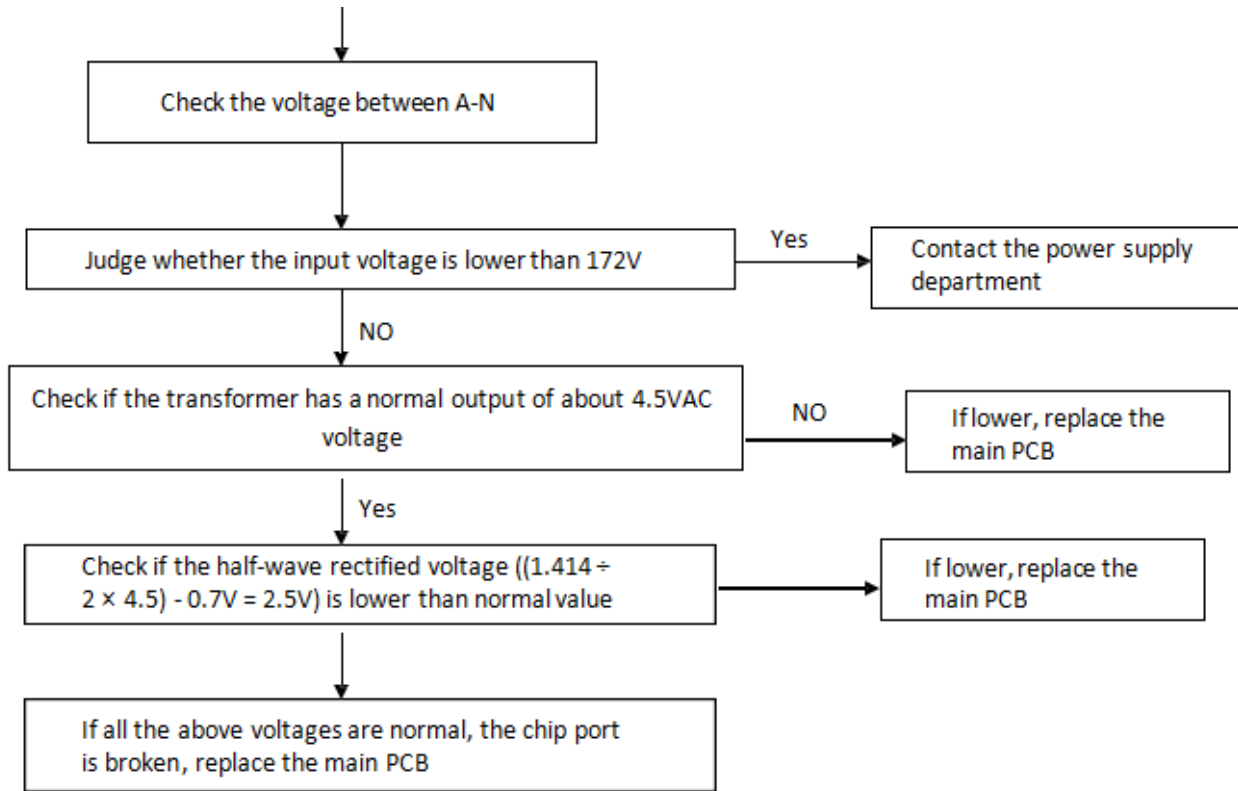 Check the voltage between A-N
Judge whether the input voltage is lower than 172V
Yes
Contact the power supply
department
NO
Check if the transformer has a normal output of about 4.5VAC
voltage
NO
If lower, replace the
main PCB
Yes
Check if the half-wave rectified voltage ((1.414 ÷
2 × 4.5) - 0.7V = 2.5V) is lower than normal value
If lower, replace the
main PCB
If all the above voltages are normal, the chip port
is broken, replace the main PCB